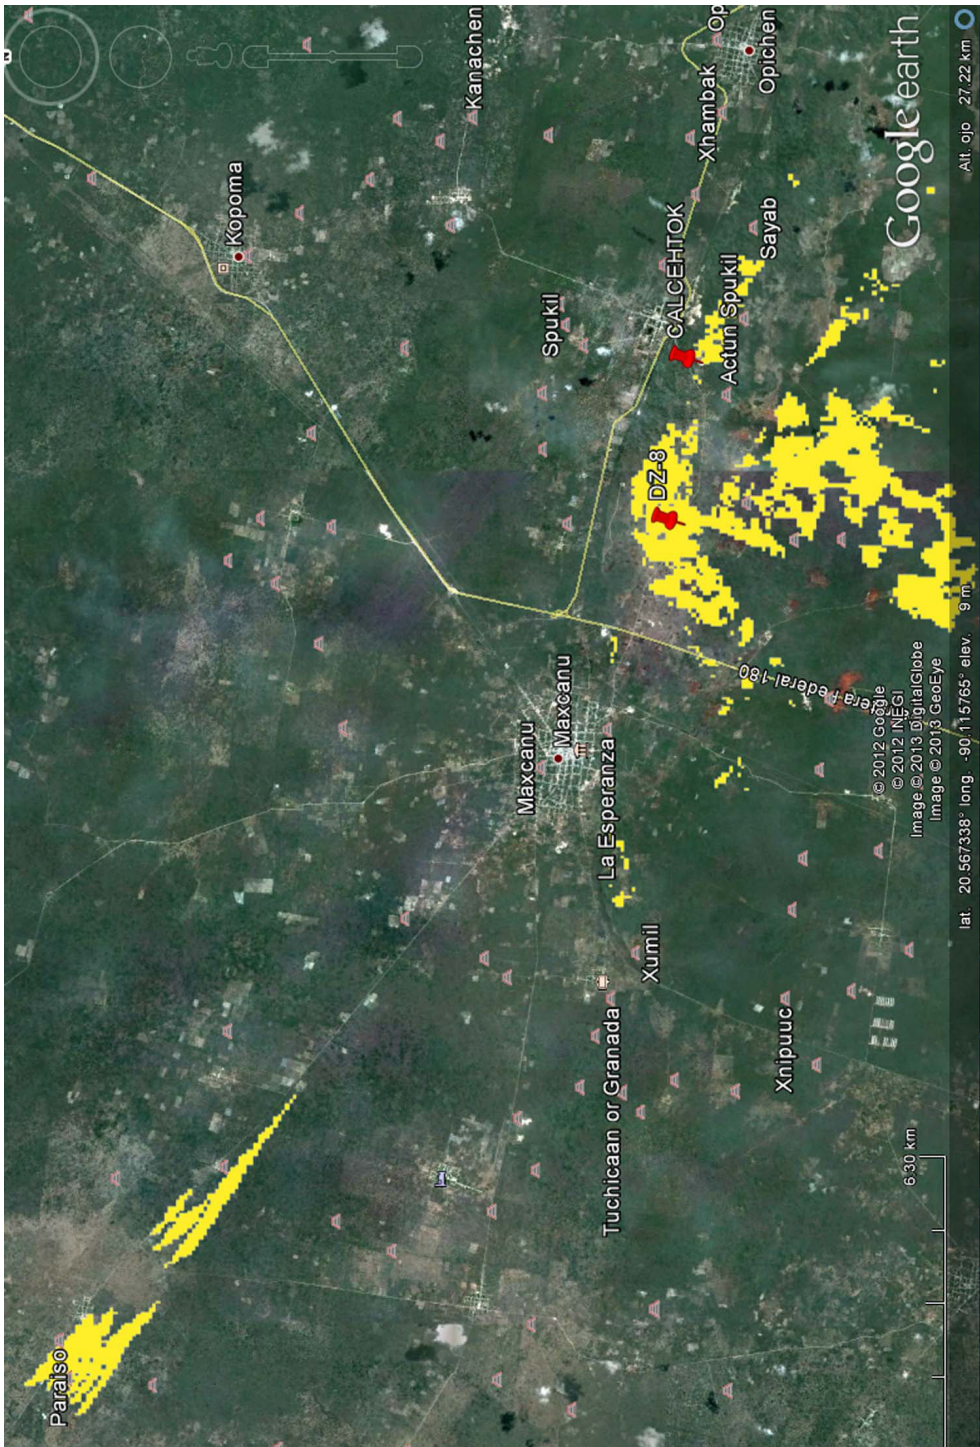 Paraiso
Kopoma
Kanachen
Maxcanu
Spukil
Maxcanu
La Esperanza
Tuchicaan or Granada
Xumil
DZ-8
CALCEHTOK
Xhambak
Op
Actun Spukil
Sayab
Opichen
Xnipuuc
era Federal 180
© 2012 Google
© 2012 INEGI
Image © 2013 DigitalGlobe
Image © 2013 GeoEye
Google earth
6.30 km
lat. 20.567338° long. -90.115765° elev. 9 m
Alt. ojo 27.22 km